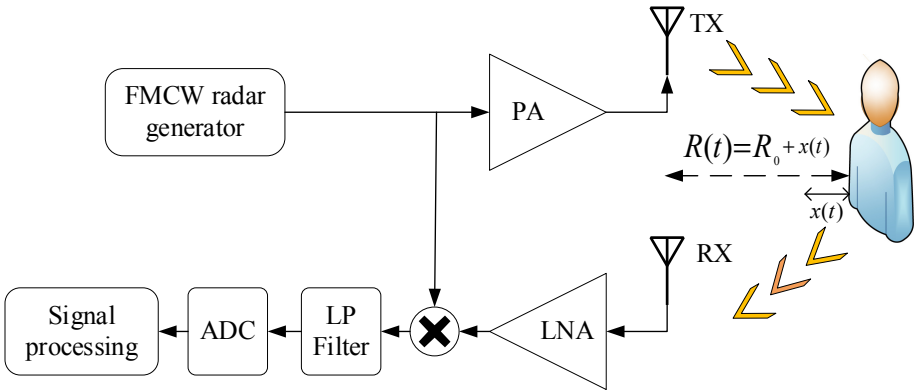 TX
FMCW radar
generator
PA
R(t)=R₀+x(t)
x(t)
RX
Signal
processing
ADC
LP
Filter
LNA